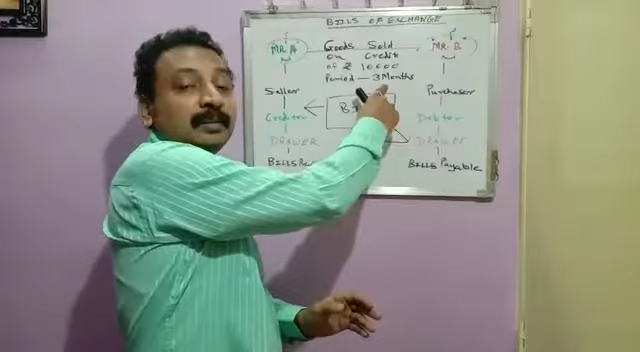 BILLS OF EXCHANGE
MR. A
Goods Sold
MR. B
on Credit
of ₹ 10000
Period — 3 Months
Seller
Purchaser
Creditor
B.
Debtor
DRAWER
DRAWEE
BILLS Re
BILLS Payable